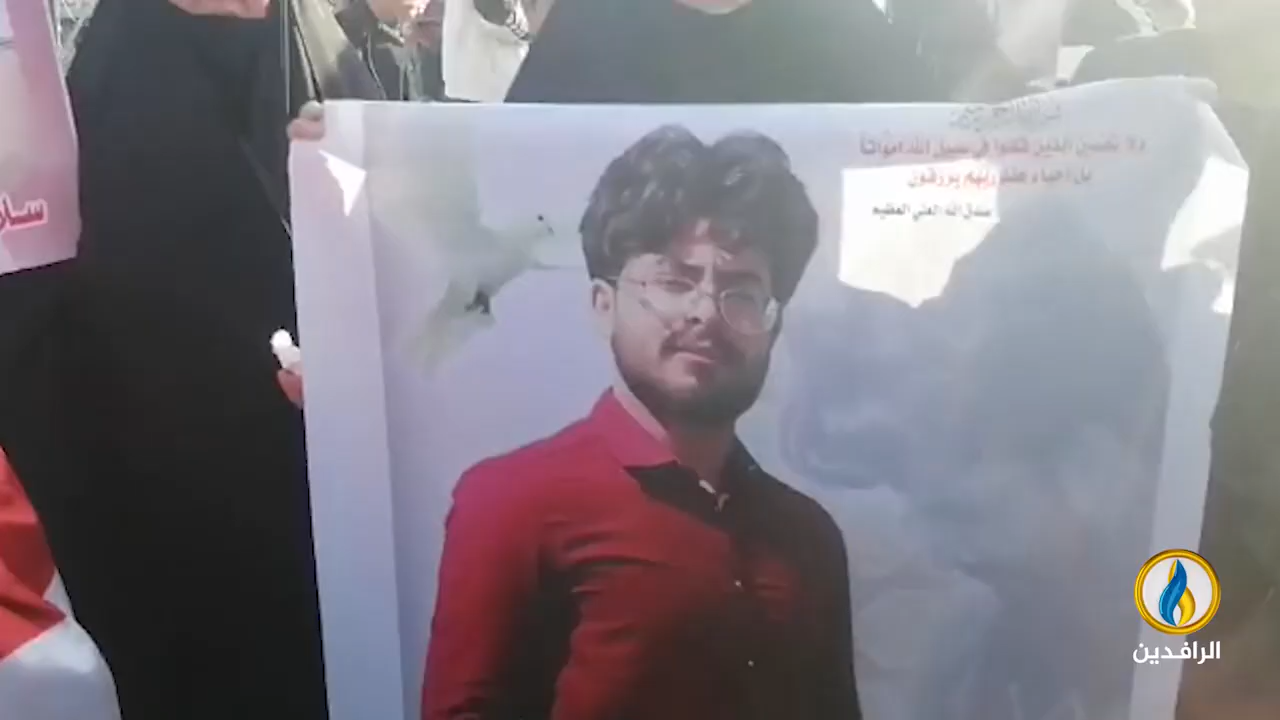 ولا تحسبن الذين قتلوا في سبيل الله امواتاً
بل احياء عند ربهم يرزقون
صدق الله العلي العظيم
الرافدين